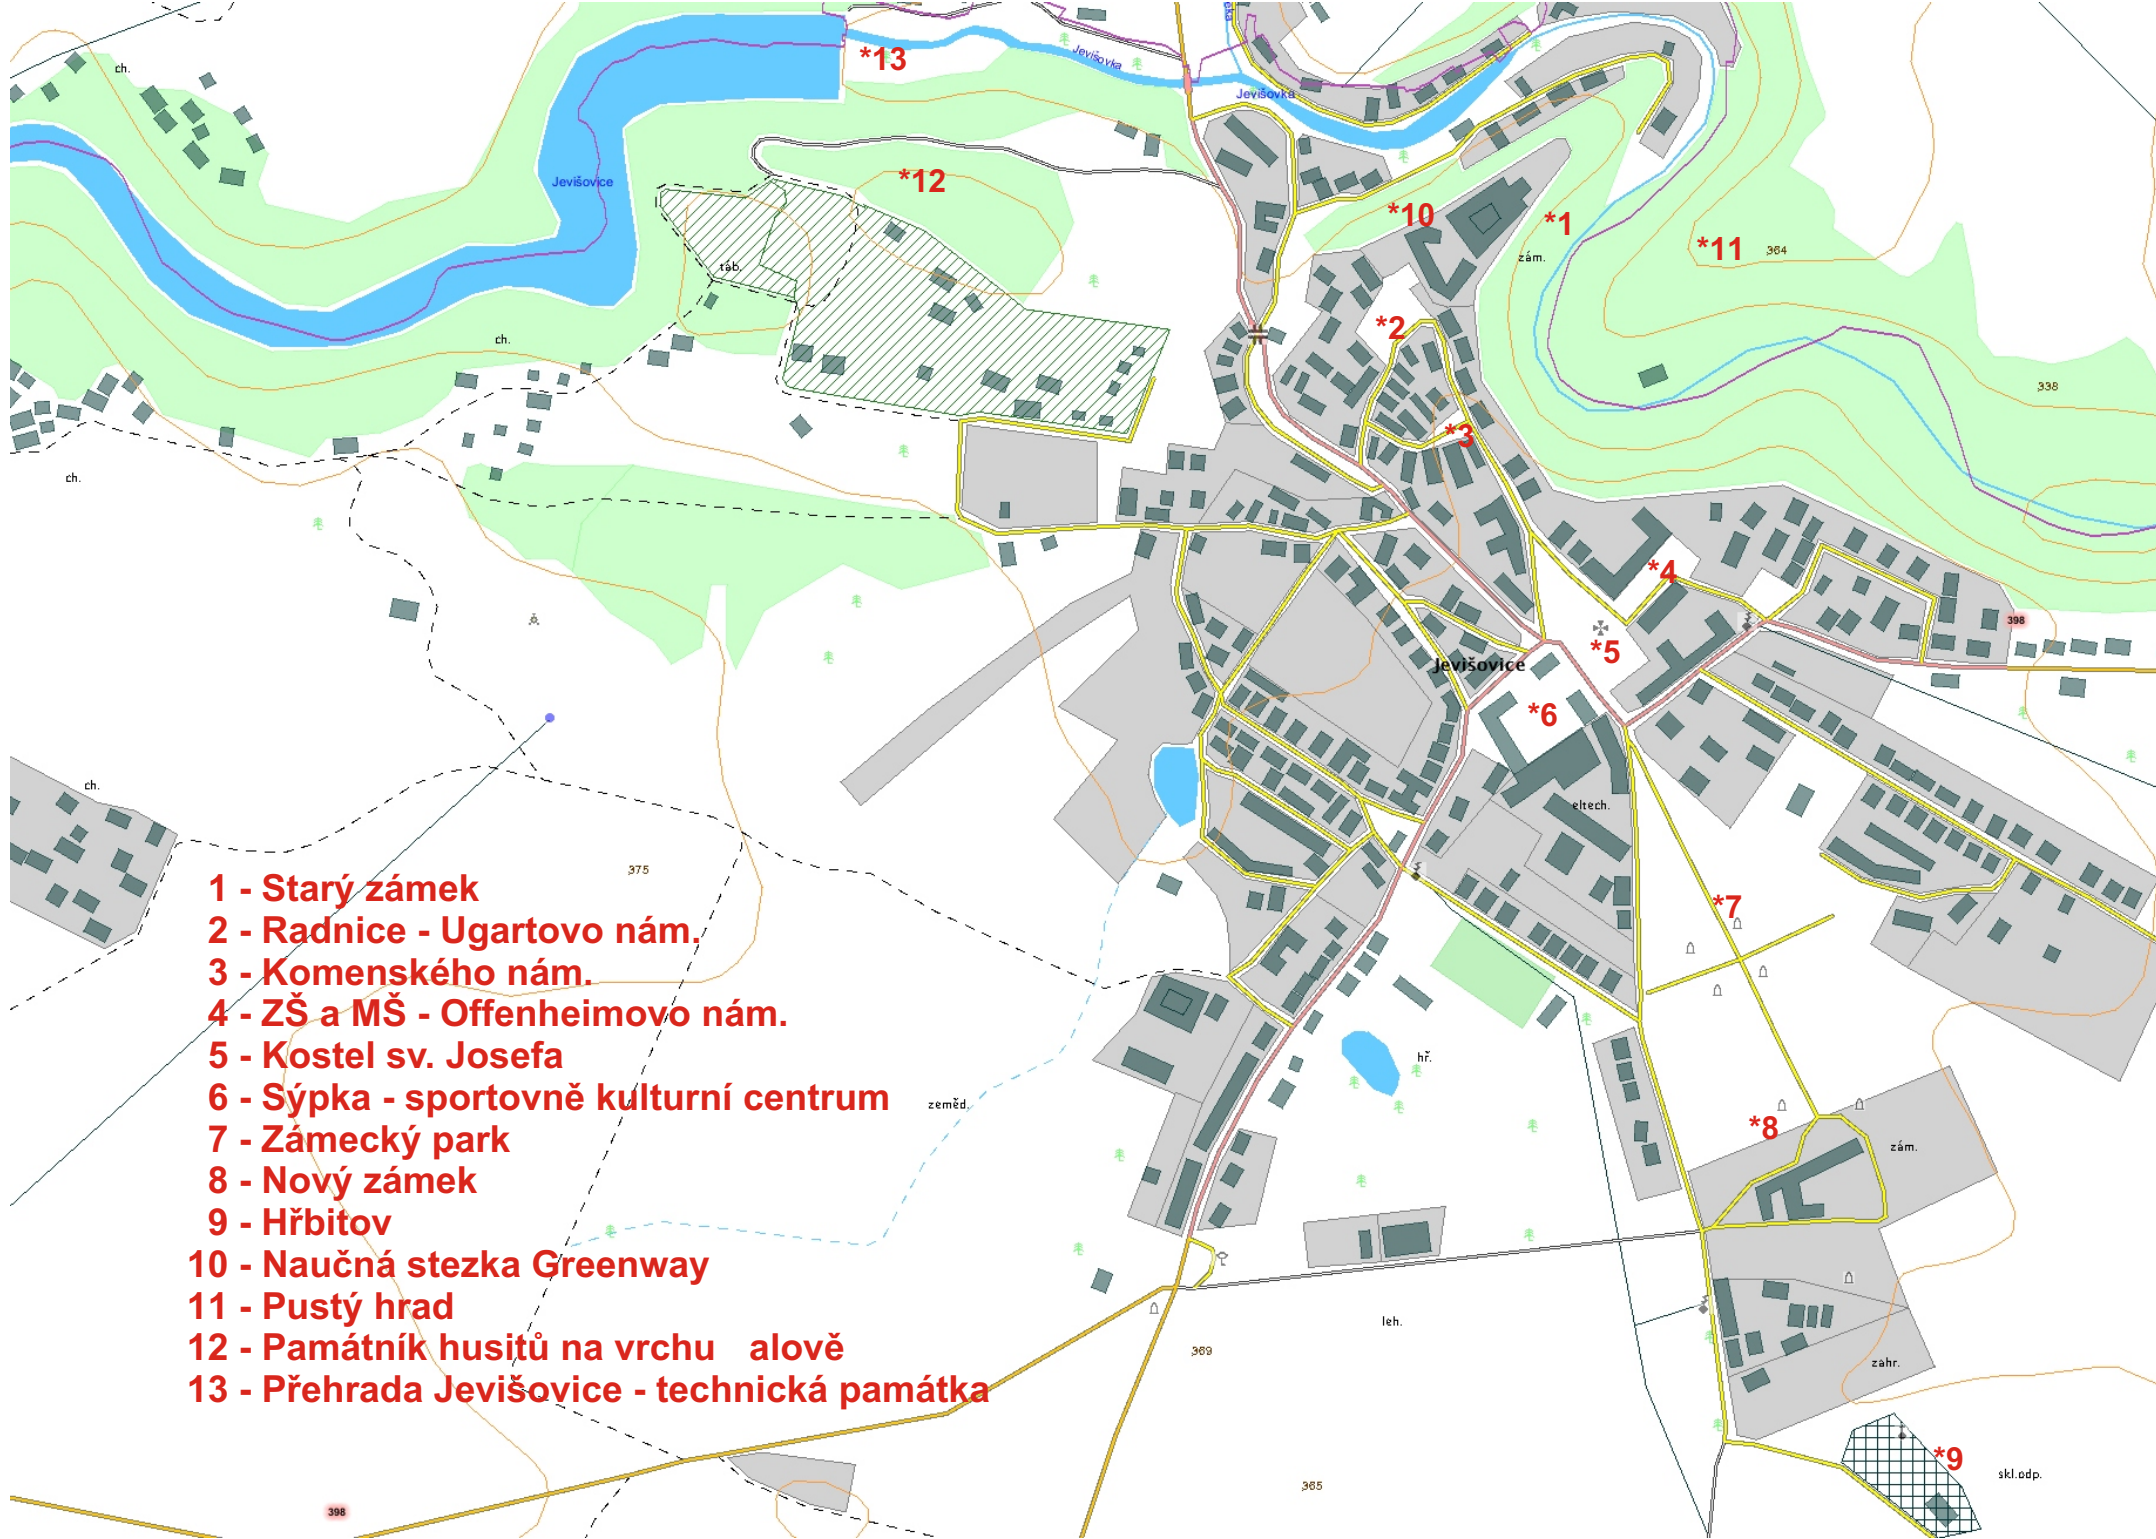 ch.
*13
Jevišovka
Jevišovka
Jevišovice
*12
*10
*1
zám.
*11
364
táb.
*2
ch.
338
*3
ch.
*4
398
*5
Jevišovice
*6
ch.
eltech.
375
*7
1 - Starý zámek
2 - Radnice - Ugartovo nám.
3 - Komenského nám.
4 - ZŠ a MŠ - Offenheimovo nám.
5 - Kostel sv. Josefa
6 - Sýpka - sportovně kulturní centrum
7 - Zámecký park
8 - Nový zámek
9 - Hřbitov
10 - Naučná stezka Greenway
11 - Pustý hrad
12 - Památník husitů na vrchu alově
13 - Přehrada Jevišovice - technická památka
hř.
zeměd.
*8
zám.
leh.
369
zahr.
*9
skl.odp.
365
398